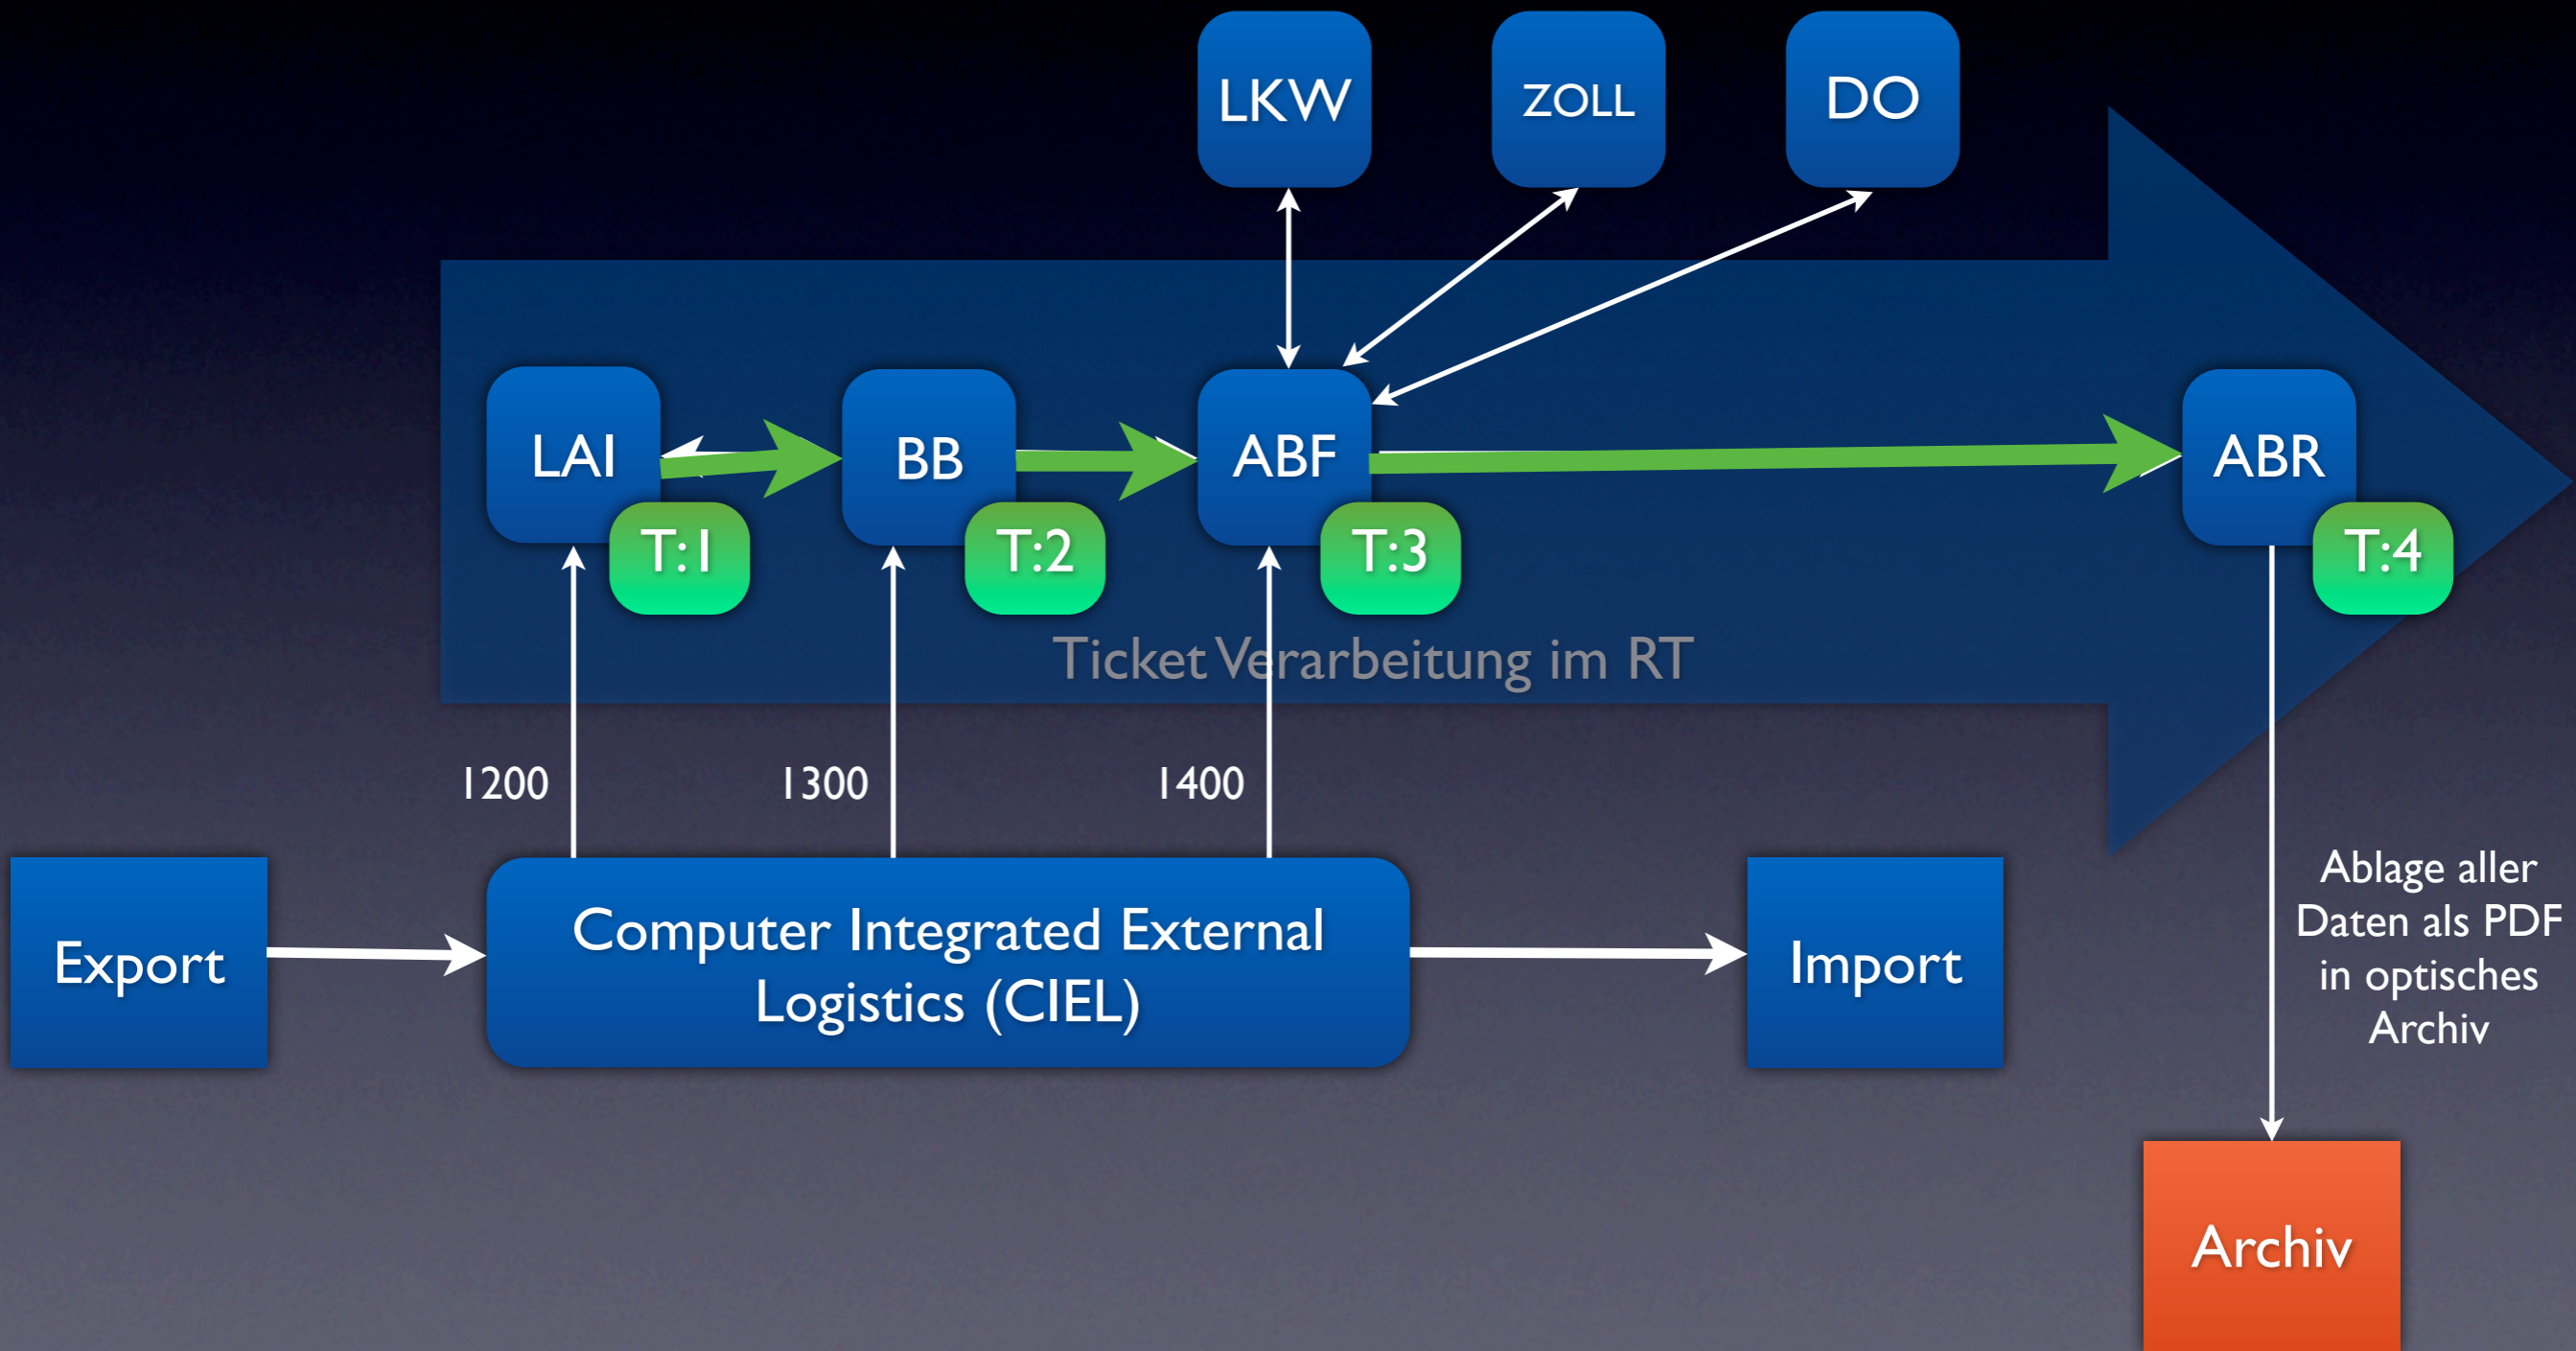 LKW
ZOLL
DO
LAI
BB
ABF
ABR
T:1
T:2
T:3
T:4
Ticket Verarbeitung im RT
1200
1300
1400
Export
Computer Integrated External
Logistics (CIEL)
Import
Ablage aller
Daten als PDF
in optisches
Archiv
Archiv